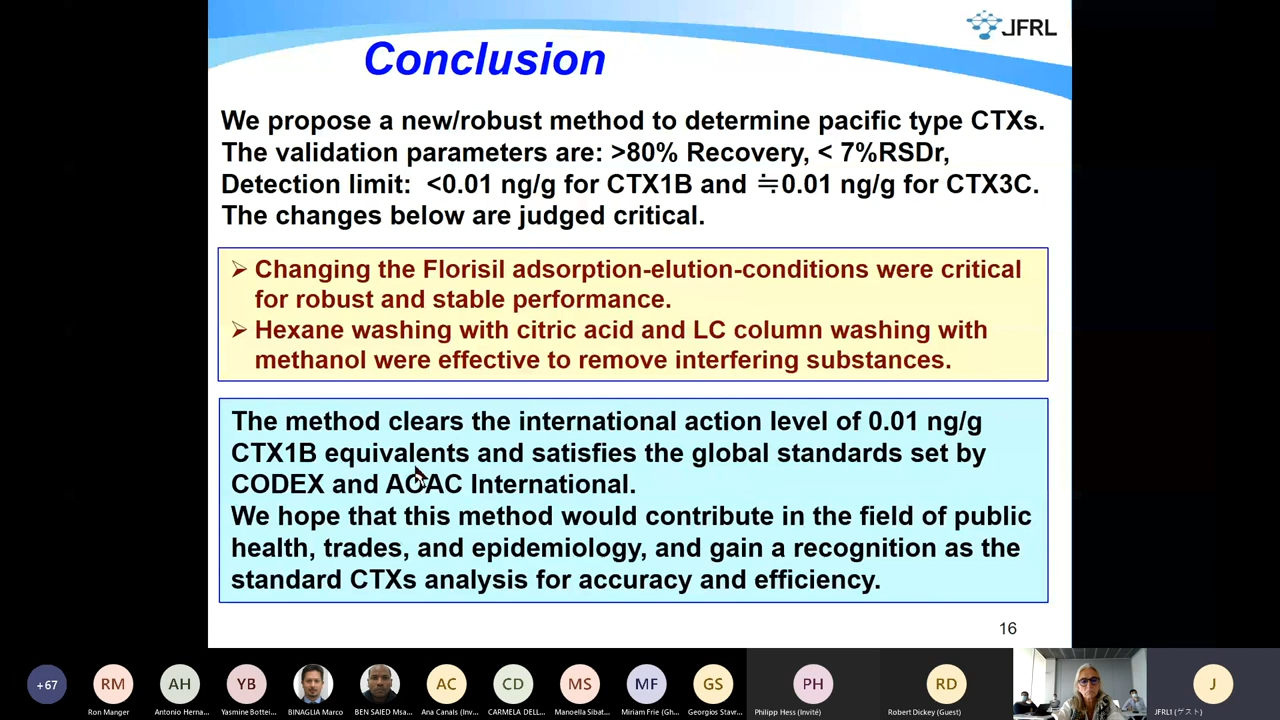 JFRL
Conclusion
We propose a new/robust method to determine pacific type CTXs.
The validation parameters are: >80% Recovery, < 7%RSDr,
Detection limit: <0.01 ng/g for CTX1B and ≒0.01 ng/g for CTX3C.
The changes below are judged critical.
➢ Changing the Florisil adsorption-elution-conditions were critical
for robust and stable performance.
➢ Hexane washing with citric acid and LC column washing with
methanol were effective to remove interfering substances.
The method clears the international action level of 0.01 ng/g
CTX1B equivalents and satisfies the global standards set by
CODEX and AOAC International.
We hope that this method would contribute in the field of public
health, trades, and epidemiology, and gain a recognition as the
standard CTXs analysis for accuracy and efficiency.
16
+67 RM AH YB AC CD MS MF GS PH RD J
Ron Manger Antonio Herna... Yasmine Bottei... BINAGLIA Marco BEN SAIED Msa... Ana Canals (Inv... CARMELA DELL... Manoella Sibat... Miriam Frie (Gh... Georgios Stavr... Philipp Hess (Invité) Robert Dickey (Guest) JFRL1 (ゲスト)